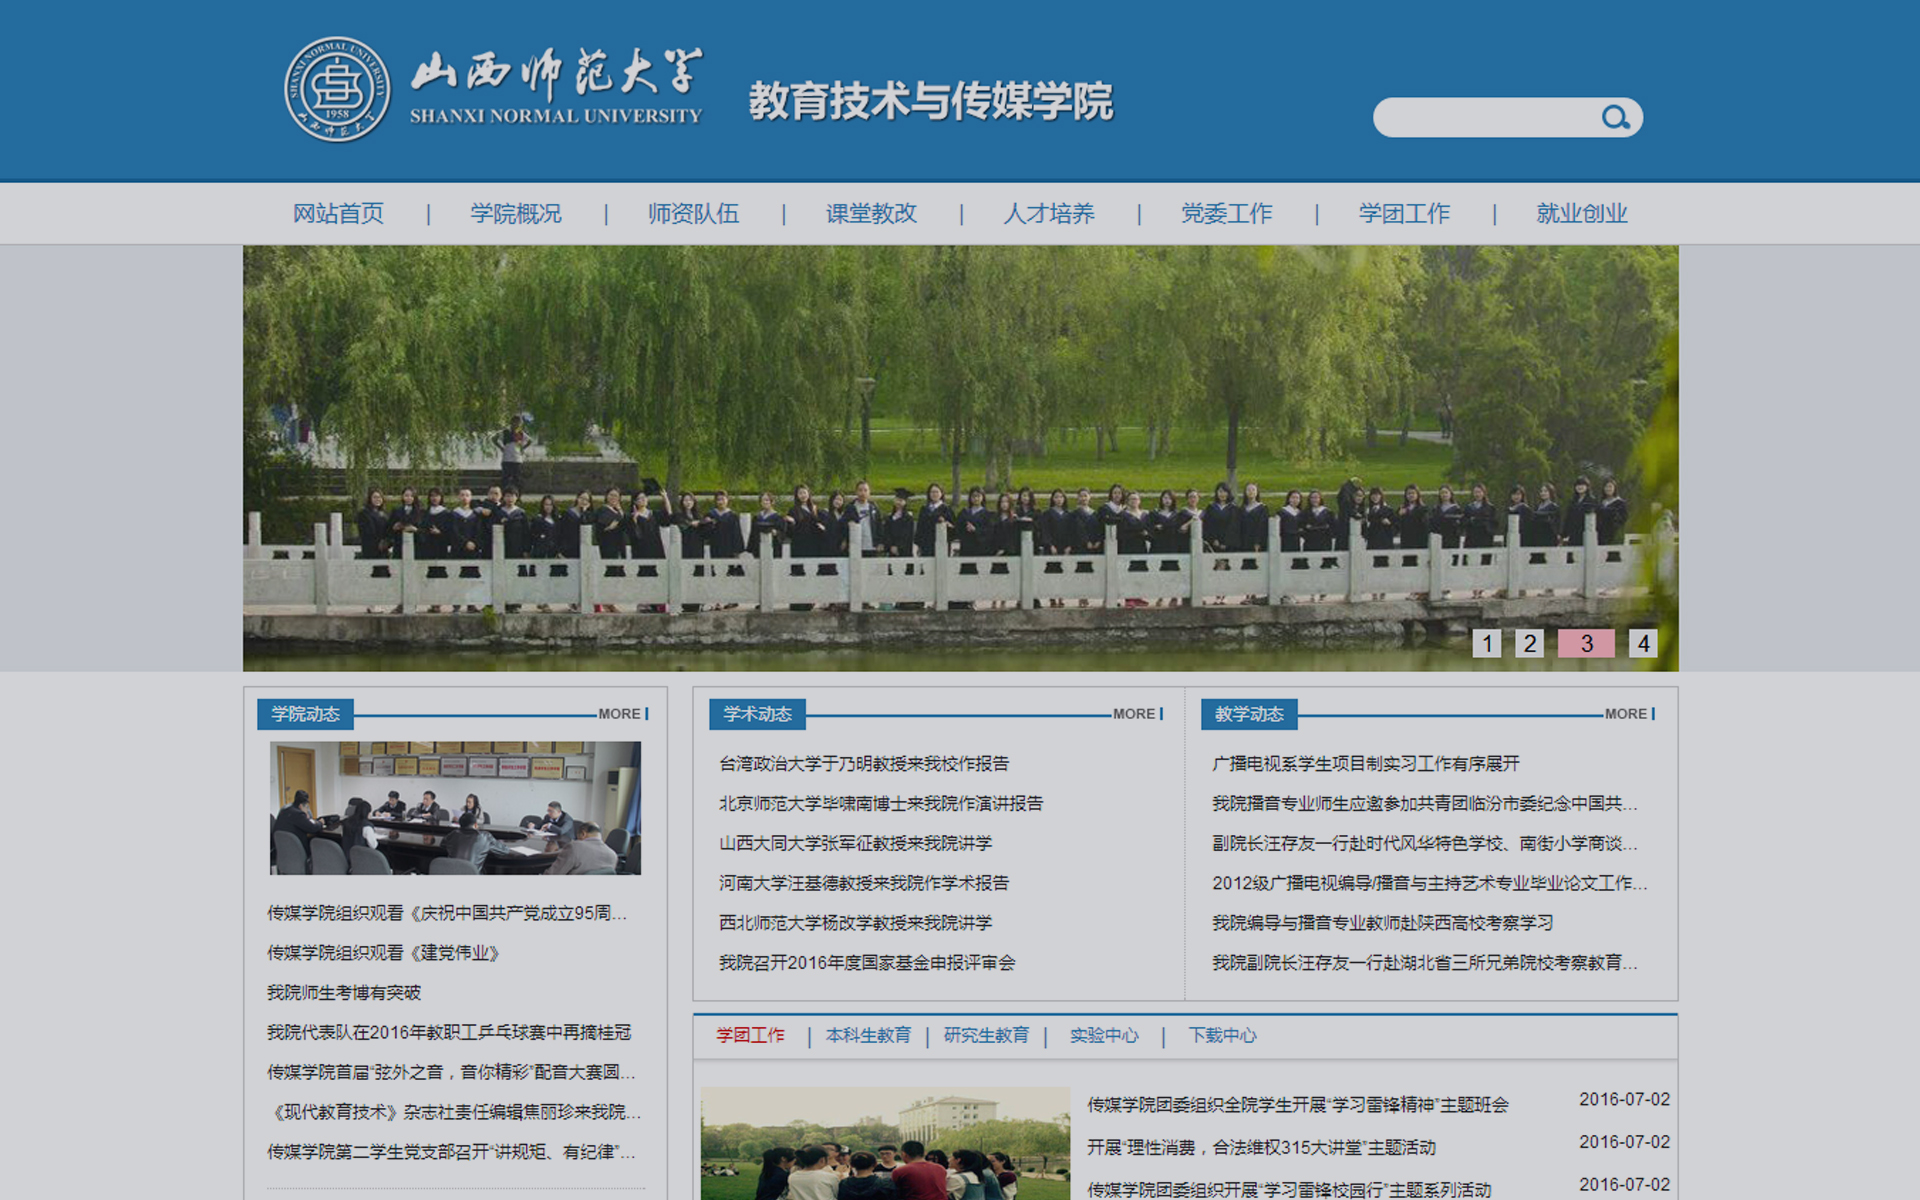 山西师范大学
SHANXI NORMAL UNIVERSITY
SHANXI NORMAL UNIVERSITY
1958
山西师范大学
教育技术与传媒学院
网站首页 | 学院概况 | 师资队伍 | 课堂教改 | 人才培养 | 党委工作 | 学团工作 | 就业创业
1 2 3 4
学院动态 MORE
传媒学院组织观看《庆祝中国共产党成立95周...
传媒学院组织观看《建党伟业》
我院师生考博有突破
我院代表队在2016年教职工乒乓球赛中再摘桂冠
传媒学院首届“弦外之音，音你精彩”配音大赛圆...
《现代教育技术》杂志社责任编辑焦丽珍来我院...
传媒学院第二学生党支部召开“讲规矩、有纪律”...
学术动态 MORE
台湾政治大学于乃明教授来我校作报告
北京师范大学毕啸南博士来我院作演讲报告
山西大同大学张军征教授来我院讲学
河南大学汪基德教授来我院作学术报告
西北师范大学杨改学教授来我院讲学
我院召开2016年度国家基金申报评审会
教学动态 MORE
广播电视系学生项目制实习工作有序展开
我院播音专业师生应邀参加共青团临汾市委纪念中国共...
副院长汪存友一行赴时代风华特色学校、南街小学商谈...
2012级广播电视编导/播音与主持艺术专业毕业论文工作...
我院编导与播音专业教师赴陕西高校考察学习
我院副院长汪存友一行赴湖北省三所兄弟院校考察教育...
学团工作 | 本科生教育 | 研究生教育 | 实验中心 | 下载中心
传媒学院团委组织全院学生开展“学习雷锋精神”主题班会 2016-07-02
开展“理性消费，合法维权315大讲堂”主题活动 2016-07-02
传媒学院团委组织开展“学习雷锋校园行”主题系列活动 2016-07-02